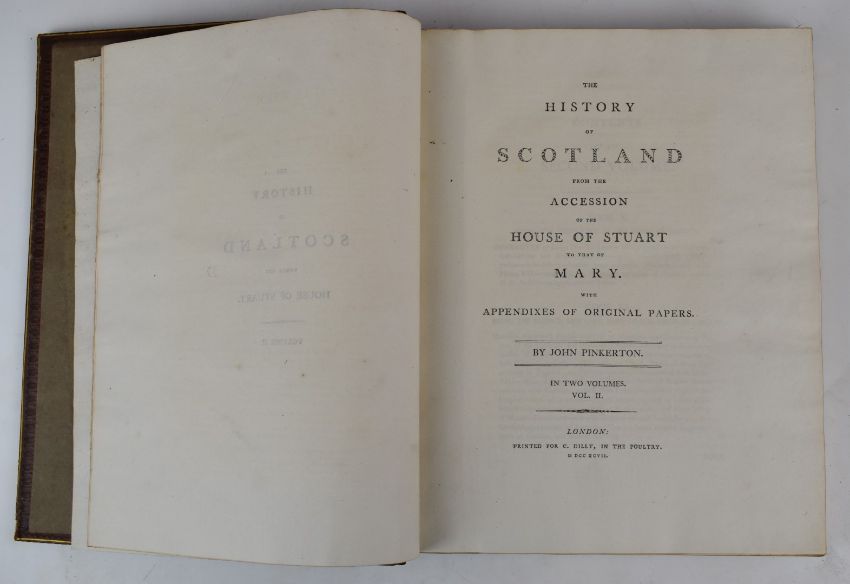 THE
HISTORY
OF
SCOTLAND
FROM THE
ACCESSION
OF THE
HOUSE OF STUART
TO THAT OF
MARY.
WITH
APPENDIXES OF ORIGINAL PAPERS.
BY JOHN PINKERTON.
IN TWO VOLUMES.
VOL. II.
LONDON:
PRINTED FOR C. DILLY, IN THE POULTRY.
M DCC XCVII.